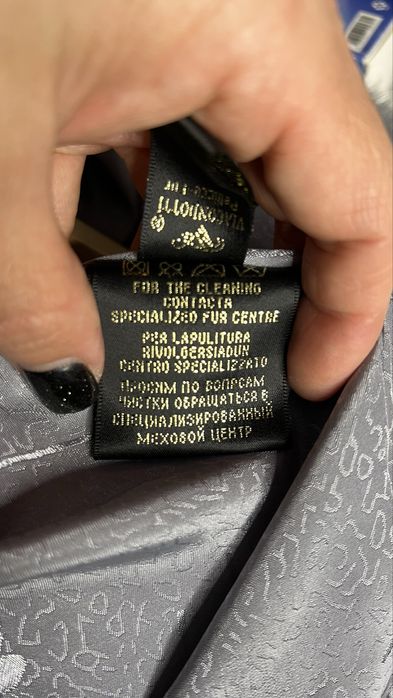 FOR THE CLEANING
CONTACTA
SPECIALIZED FUR CENTRE
PER LAPULITURA
RIVOLGERSIADUN
CENTRO SPECIALIZZATO
ПРОСИМ ПО ВОПРСАМ
ЧИСТКИ ОБРАЩАТЬСЯ В
СПЕЦИАЛИЗИРОВАННЫЙ
МЕХОВОЙ ЦЕНТР